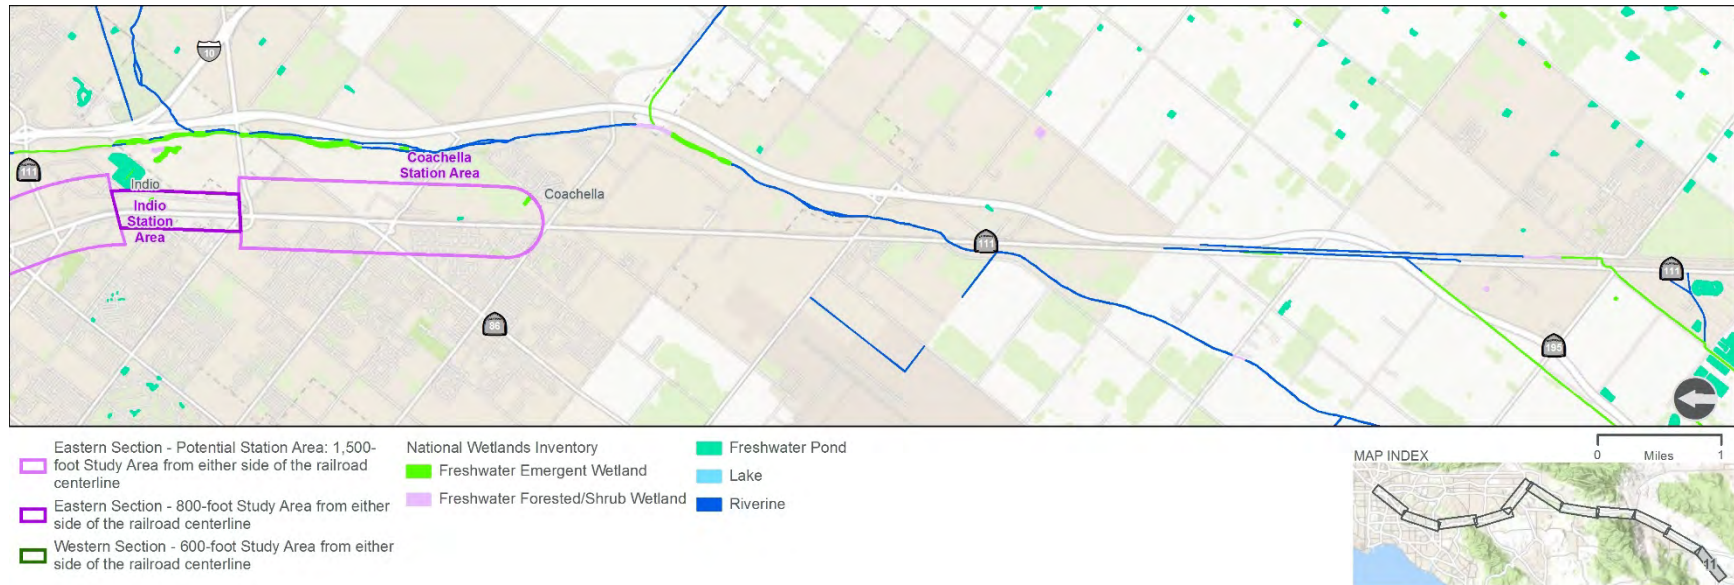 10
111
Coachella
Station Area
Indio
Indio
Station
Area
Coachella
111
111
86
195
Eastern Section - Potential Station Area: 1,500-
foot Study Area from either side of the railroad
centerline
Eastern Section - 800-foot Study Area from either
side of the railroad centerline
Western Section - 600-foot Study Area from either
side of the railroad centerline
National Wetlands Inventory
Freshwater Emergent Wetland
Freshwater Forested/Shrub Wetland
Freshwater Pond
Lake
Riverine
0 Miles 1
MAP INDEX
11